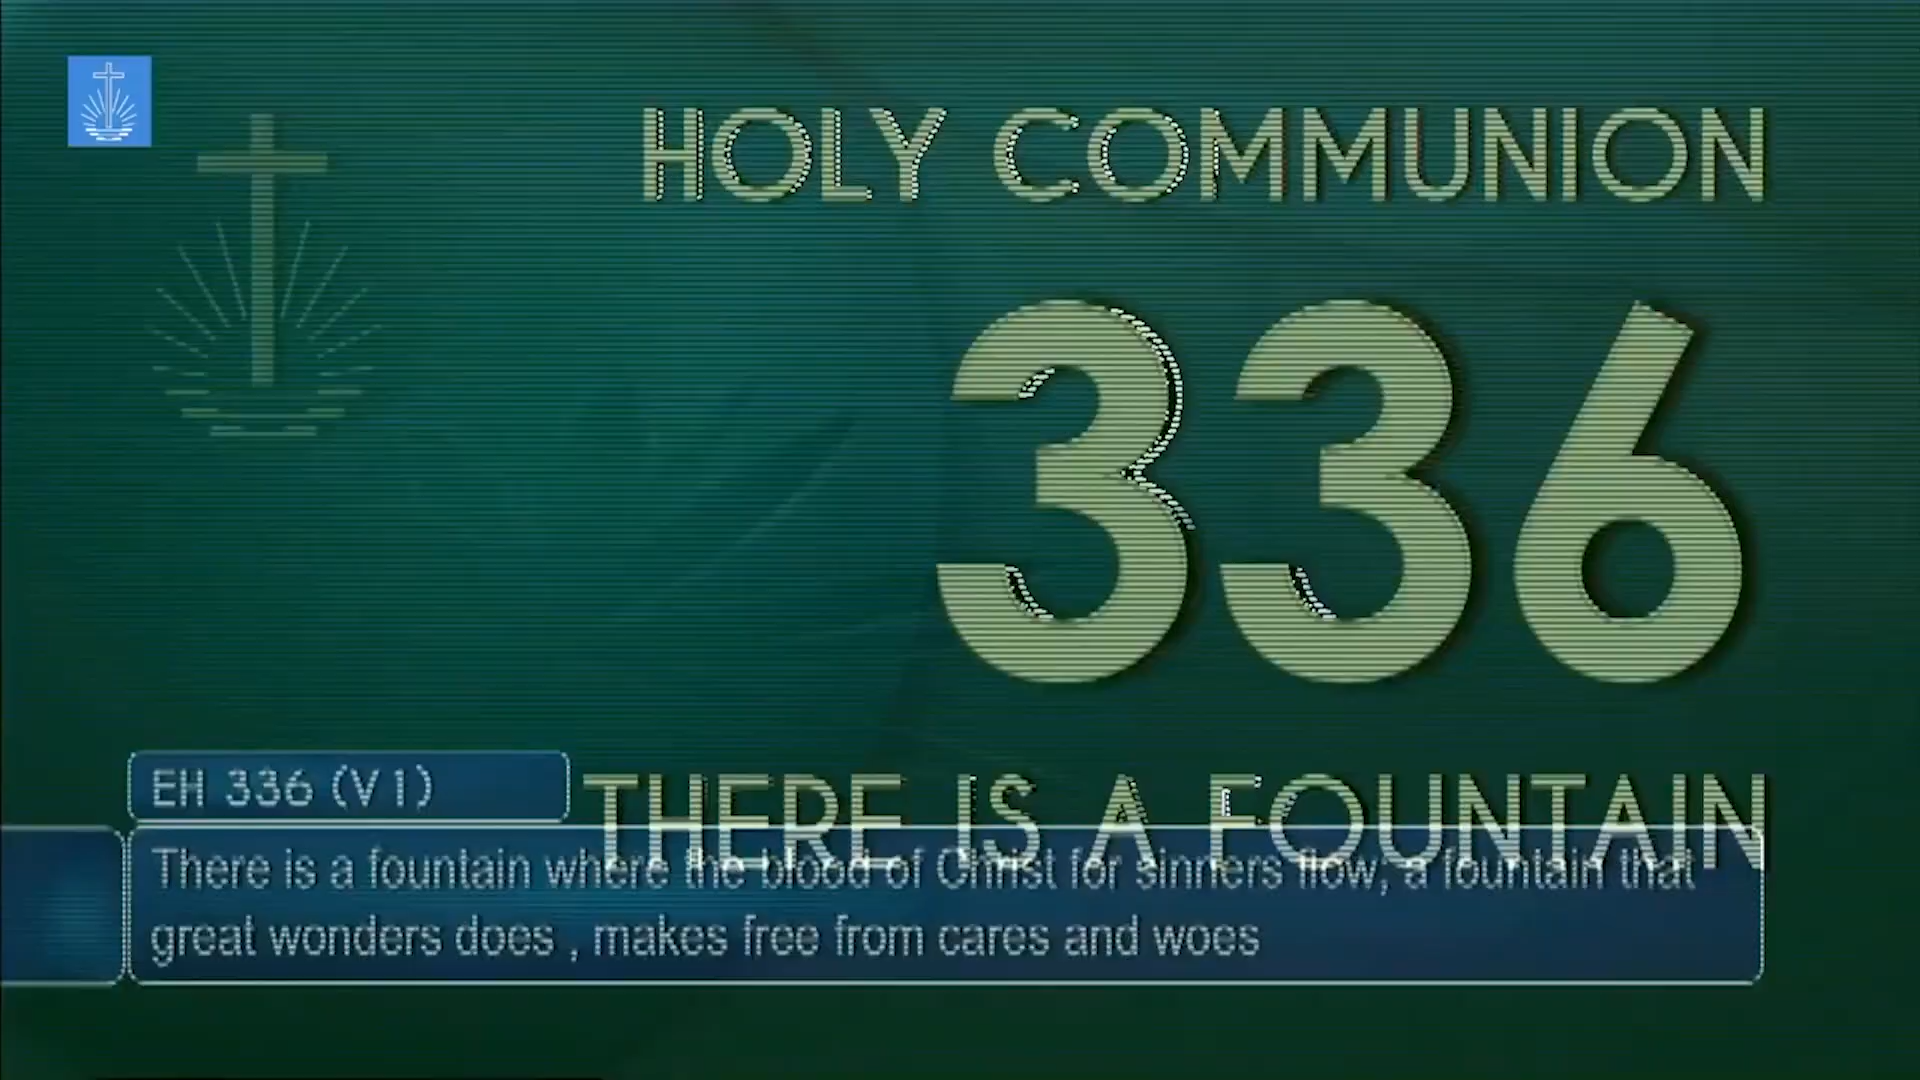 HOLY COMMUNION
336
THERE IS A FOUNTAIN
EH 336 (V1)
There is a fountain where the blood of Christ for sinners flow; a fountain that
great wonders does , makes free from cares and woes